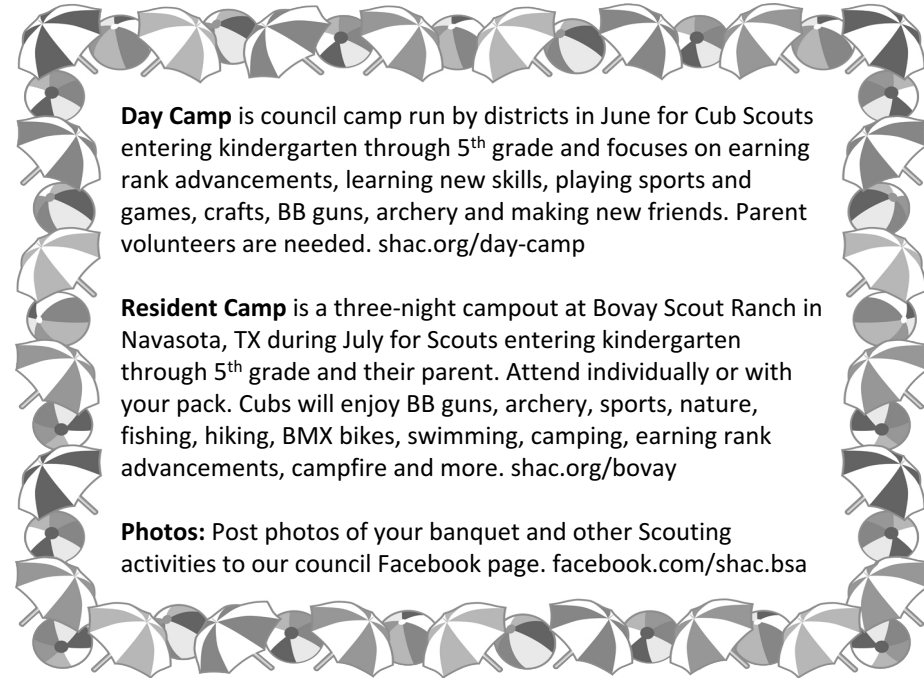 Day Camp is council camp run by districts in June for Cub Scouts
entering kindergarten through 5th grade and focuses on earning
rank advancements, learning new skills, playing sports and
games, crafts, BB guns, archery and making new friends. Parent
volunteers are needed. shac.org/day-camp
Resident Camp is a three-night campout at Bovay Scout Ranch in
Navasota, TX during July for Scouts entering kindergarten
through 5th grade and their parent. Attend individually or with
your pack. Cubs will enjoy BB guns, archery, sports, nature,
fishing, hiking, BMX bikes, swimming, camping, earning rank
advancements, campfire and more. shac.org/bovay
Photos: Post photos of your banquet and other Scouting
activities to our council Facebook page. facebook.com/shac.bsa